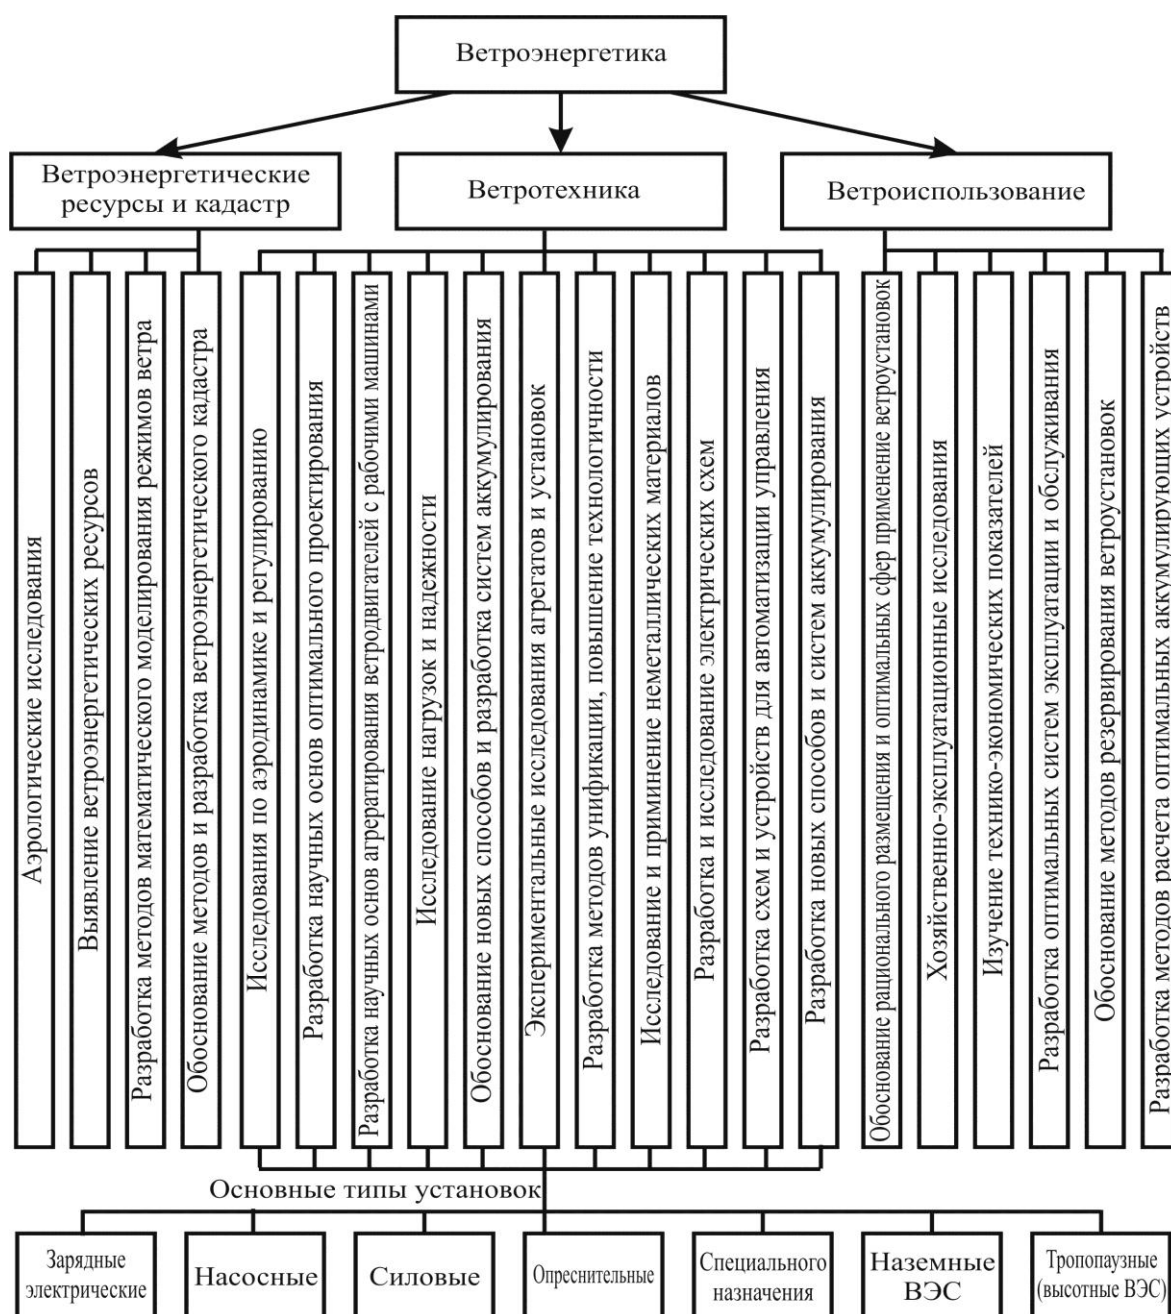 Ветроэнергетика
Ветроэнергетические
ресурсы и кадастр
Ветротехника
Ветроиспользование
Аэрологические исследования
Выявление ветроэнергетических ресурсов
Разработка методов математического моделирования режимов ветра
Обоснование методов и разработка ветроэнергетического кадастра
Исследования по аэродинамике и регулированию
Разработка научных основ оптимального проектирования
Разработка научных основ агрегатирования ветродвигателей с рабочими машинами
Исследование нагрузок и надежности
Обоснование новых способов и разработка систем аккумулирования
Экспериментальные исследования агрегатов и установок
Разработка методов унификации, повышение технологичности
Исследование и приминение неметаллических материалов
Разработка и исследование электрических схем
Разработка схем и устройств для автоматизации управления
Разработка новых способов и систем аккумулирования
Обоснование рационального размещения и оптимальных сфер применение ветроустановок
Хозяйственно-эксплуатационные исследования
Изучение технико-экономических показателей
Разработка оптимальных систем эксплуатации и обслуживания
Обоснование методов резервирования ветроустановок
Разработка методов расчета оптимальных аккумулирующих устройств
Основные типы установок
Зарядные
электрические
Насосные
Силовые
Опреснительные
Специального
назначения
Наземные
ВЭС
Тропопаузные
(высотные ВЭС)